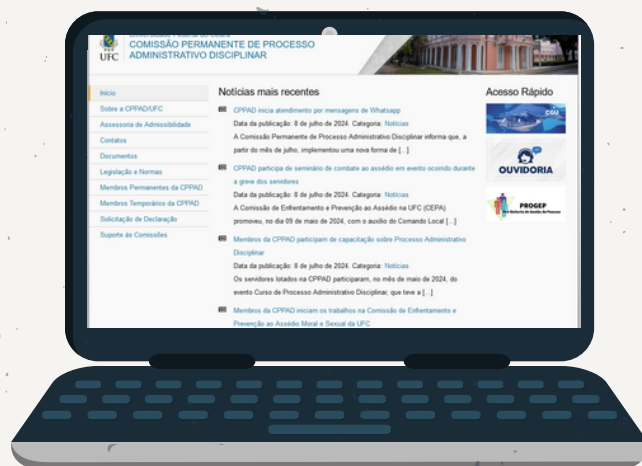 COMISSÃO PERMANENTE DE PROCESSO
ADMINISTRATIVO DISCIPLINAR
UFC
Início
Sobre a CPPAD/UFC
Assessoria de Admissibilidade
Contatos
Documentos
Legislação e Normas
Membros Permanentes da CPPAD
Membros Temporários da CPPAD
Solicitação de Declaração
Suporte às Comissões
Notícias mais recentes
CPPAD inicia atendimento por mensagens de Whatsapp
Data da publicação: 8 de julho de 2024. Categoria: Notícias
A Comissão Permanente de Processo Administrativo Disciplinar informa que, a
partir do mês de julho, implementou uma nova forma de [...]
CPPAD participa de seminário de combate ao assédio em evento ocorrido durante
a greve dos servidores
Data da publicação: 8 de julho de 2024. Categoria: Notícias
A Comissão de Enfrentamento e Prevenção ao Assédio na UFC (CEPA)
promoveu, no dia 09 de maio de 2024, com o auxílio do Comando Local [...]
Membros da CPPAD participam de capacitação sobre Processo Administrativo
Disciplinar
Data da publicação: 8 de julho de 2024. Categoria: Notícias
Os servidores lotados na CPPAD participaram, no mês de maio de 2024, do
evento Curso de Processo Administrativo Disciplinar, que teve a [...]
Membros da CPPAD iniciam os trabalhos na Comissão de Enfrentamento e
Prevenção ao Assédio Moral e Sexual da UFC
Acesso Rápido
CGU
OUVIDORIA
PROGEP